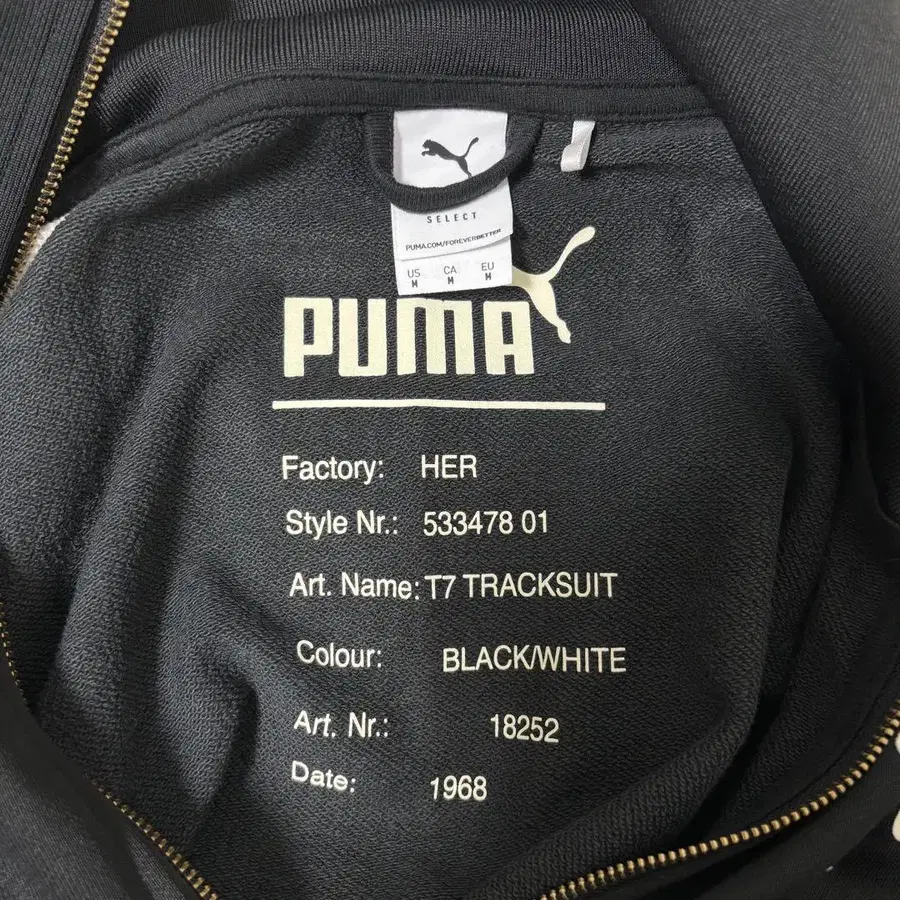 SELECT
PUMA.COM/FOREVERBETTER
US CA EU
M M M
PUMA
Factory: HER
Style Nr.: 533478 01
Art. Name: T7 TRACKSUIT
Colour: BLACK/WHITE
Art. Nr.: 18252
Date: 1968